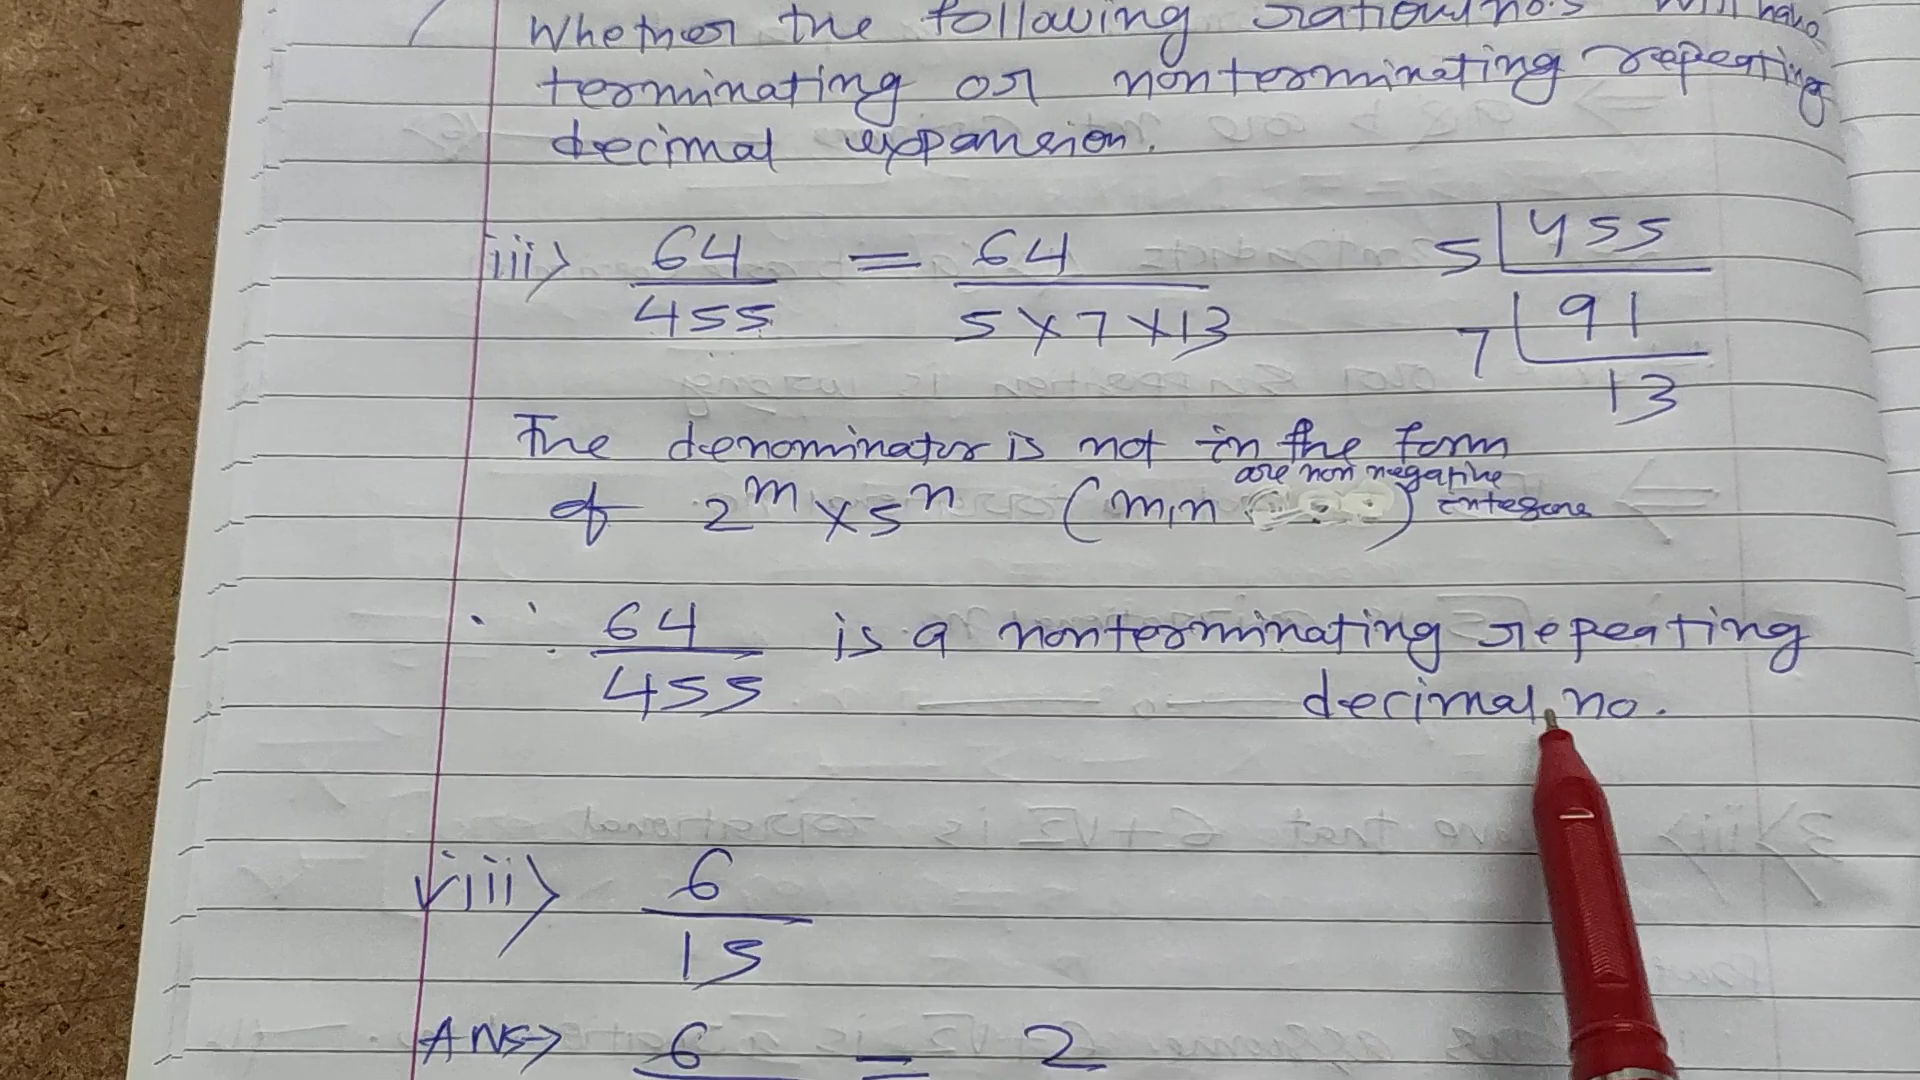 Whether the following rational no.s will have
terminating or nonterminating repeating
decimal expansion.
iii> 64/455 = 64/5×7×13
5 | 455
7 | 91
13
The denominator is not in the form
of 2^m × 5^n (m,n are non negative integers)
∴ 64/455 is a nonterminating repeating
decimal no.
viii> 6/15
ANS→ 6 = 2